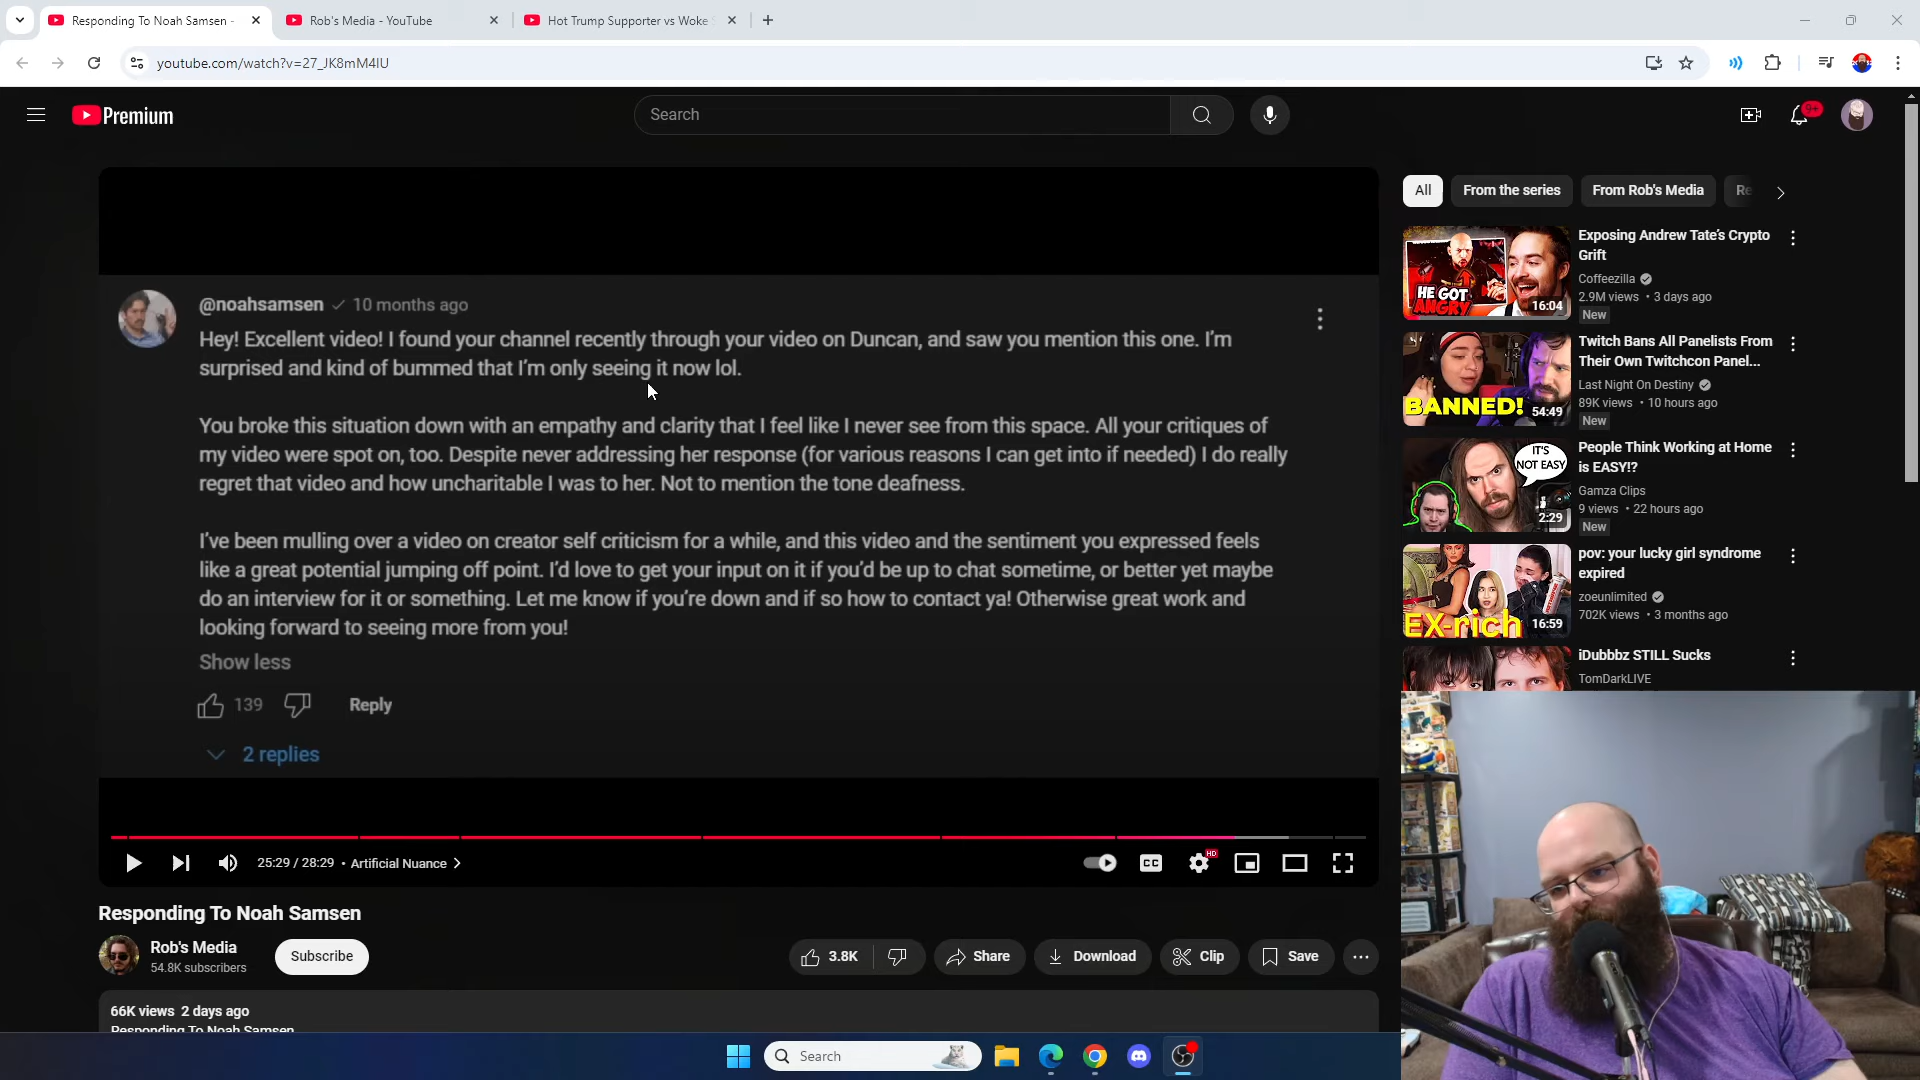 Responding To Noah Samsen -
Rob's Media - YouTube
Hot Trump Supporter vs Woke
youtube.com/watch?v=27_JK8mM4IU
Premium
Search
9+
@noahsamsen 10 months ago
Hey! Excellent video! I found your channel recently through your video on Duncan, and saw you mention this one. I'm
surprised and kind of bummed that I'm only seeing it now lol.
You broke this situation down with an empathy and clarity that I feel like I never see from this space. All your critiques of
my video were spot on, too. Despite never addressing her response (for various reasons I can get into if needed) I do really
regret that video and how uncharitable I was to her. Not to mention the tone deafness.
I've been mulling over a video on creator self criticism for a while, and this video and the sentiment you expressed feels
like a great potential jumping off point. I'd love to get your input on it if you'd be up to chat sometime, or better yet maybe
do an interview for it or something. Let me know if you're down and if so how to contact ya! Otherwise great work and
looking forward to seeing more from you!
Show less
139 Reply
2 replies
25:29 / 28:29 • Artificial Nuance
CC
HD
Responding To Noah Samsen
Rob's Media
54.8K subscribers
Subscribe
3.8K
Share
Download
Clip
Save
66K views 2 days ago
Responding To Noah Samsen
All
From the series
From Rob's Media
Re
HE GOT
ANGRY
16:04
Exposing Andrew Tate's Crypto
Grift
Coffeezilla
2.9M views • 3 days ago
New
BANNED!
54:49
Twitch Bans All Panelists From
Their Own Twitchcon Panel...
Last Night On Destiny
89K views • 10 hours ago
New
IT'S
NOT EASY
2:29
People Think Working at Home
is EASY!?
Gamza Clips
9 views • 22 hours ago
New
EX-rich
16:59
pov: your lucky girl syndrome
expired
zoeunlimited
702K views • 3 months ago
iDubbbz STILL Sucks
TomDarkLIVE
Search